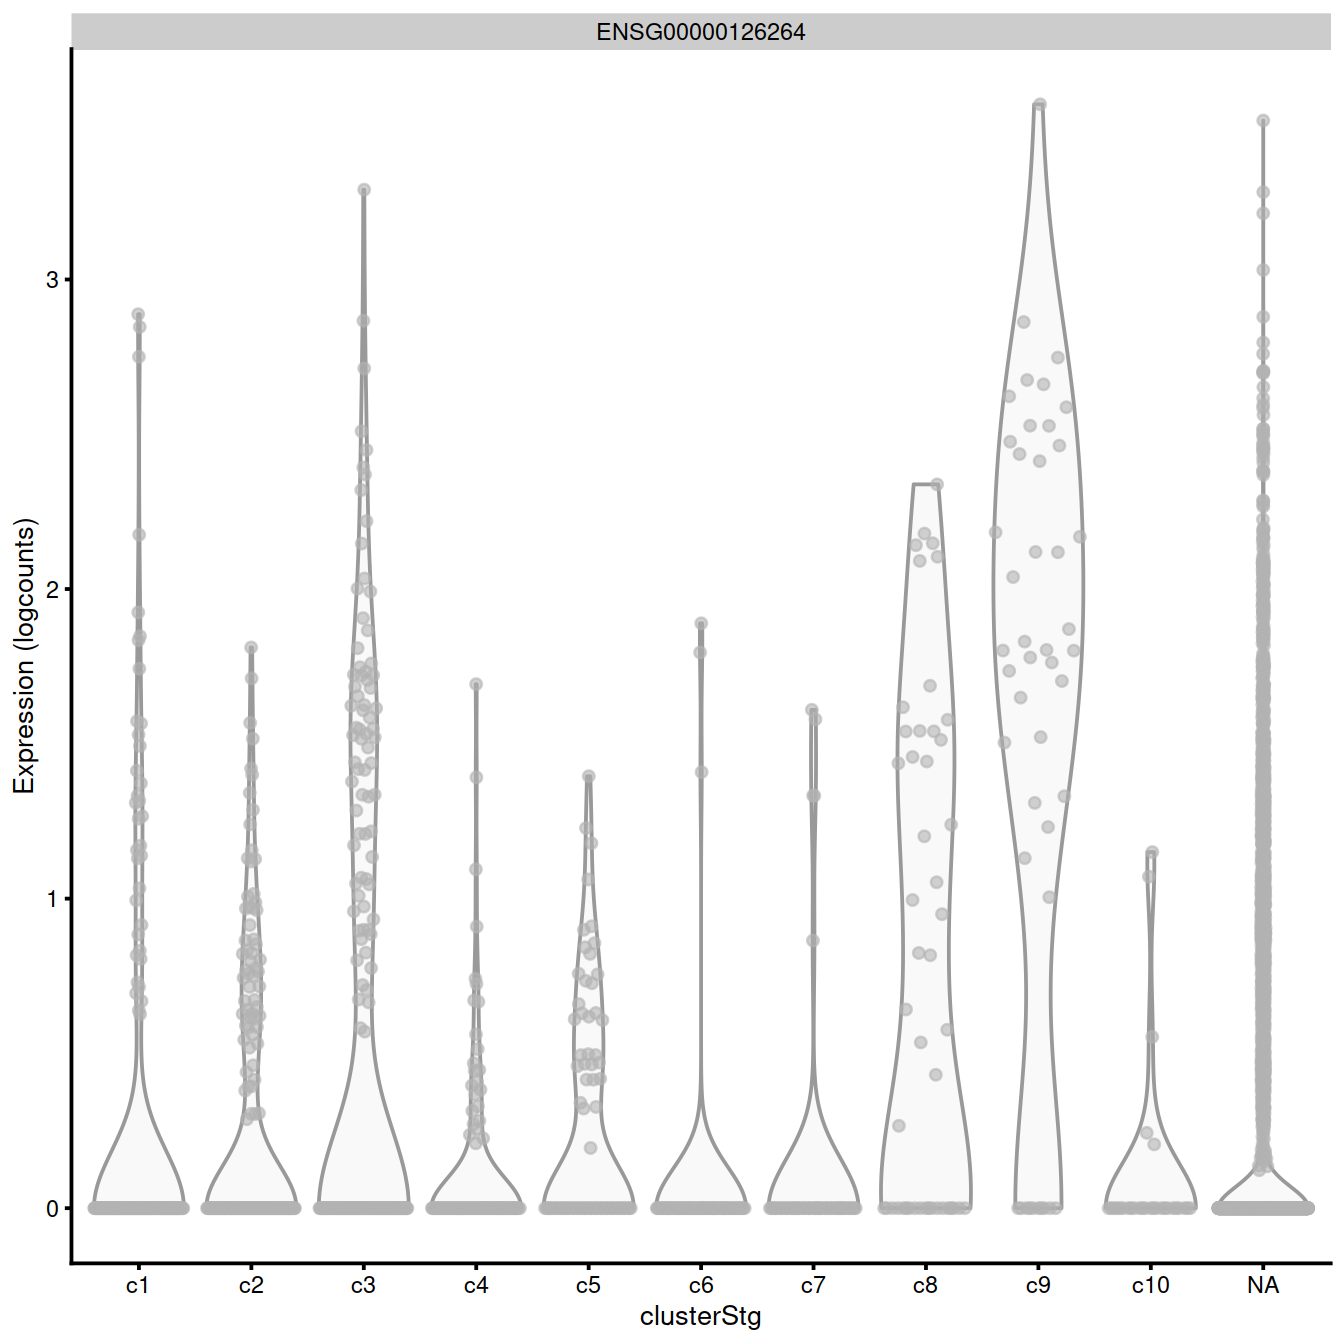 ENSG00000126264
Expression (logcounts)
3
2
1
0
c1 c2 c3 c4 c5 c6 c7 c8 c9 c10 NA
clusterStg